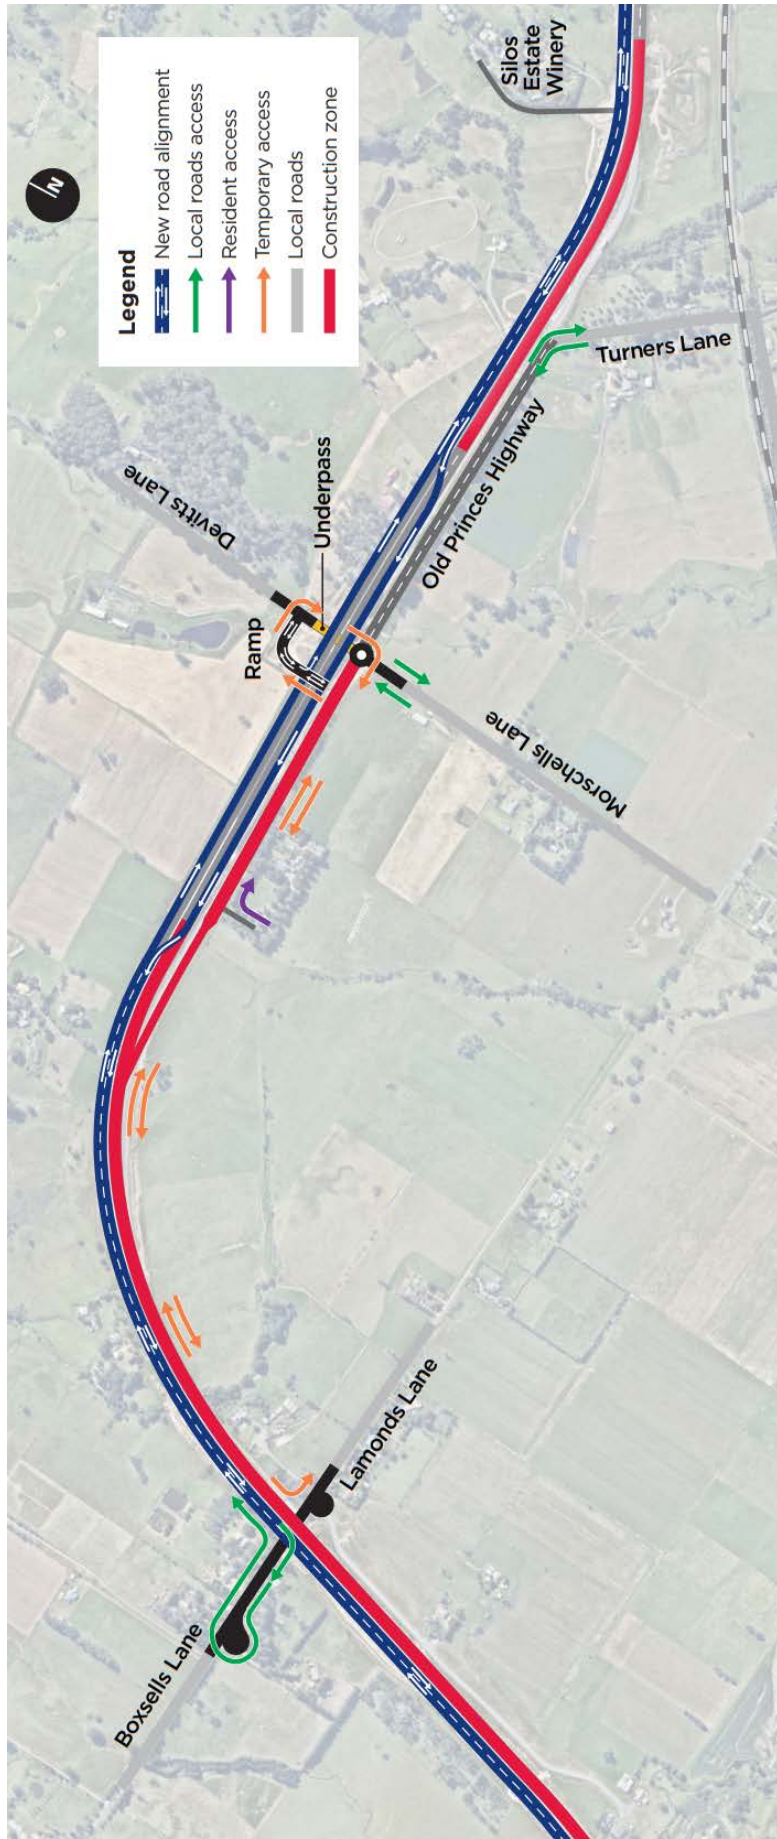 N
Legend
New road alignment
Local roads access
Resident access
Temporary access
Local roads
Construction zone
Silos
Estate
Winery
Turners Lane
Old Princes Highway
Devitts Lane
Underpass
Ramp
Morschells Lane
Lamonds Lane
Boxsells Lane